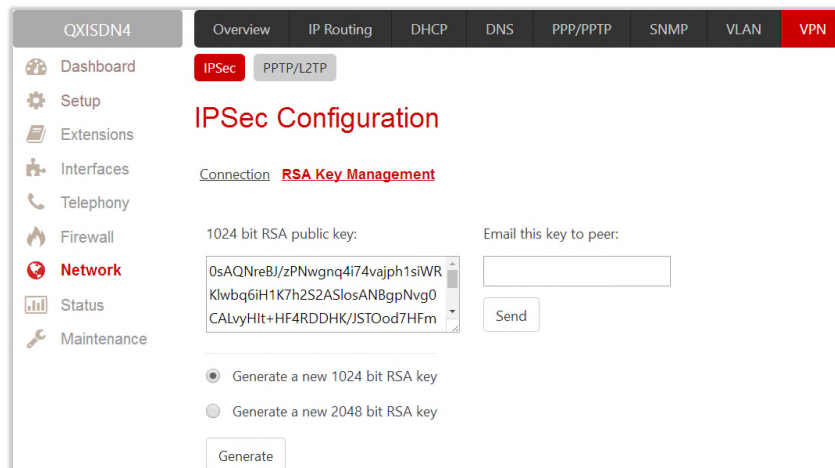 QXISDN4
Overview IP Routing DHCP DNS PPP/PPTP SNMP VLAN VPN
Dashboard
Setup
Extensions
Interfaces
Telephony
Firewall
Network
Status
Maintenance
IPSec PPTP/L2TP
IPSec Configuration
Connection RSA Key Management
1024 bit RSA public key:
0sAQNreBJ/zPNwgnq4i74vajph1siWR
Klwbq6iH1K7h2S2ASlosANBgpNvg0
CALvyHIt+HF4RDDHK/JSTOod7HFm
Email this key to peer:
Send
Generate a new 1024 bit RSA key
Generate a new 2048 bit RSA key
Generate